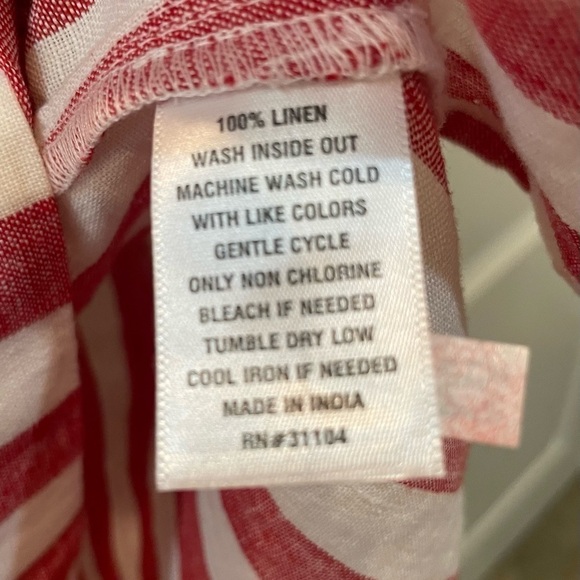 100% LINEN
WASH INSIDE OUT
MACHINE WASH COLD
WITH LIKE COLORS
GENTLE CYCLE
ONLY NON CHLORINE
BLEACH IF NEEDED
TUMBLE DRY LOW
COOL IRON IF NEEDED
MADE IN INDIA
RN#31104